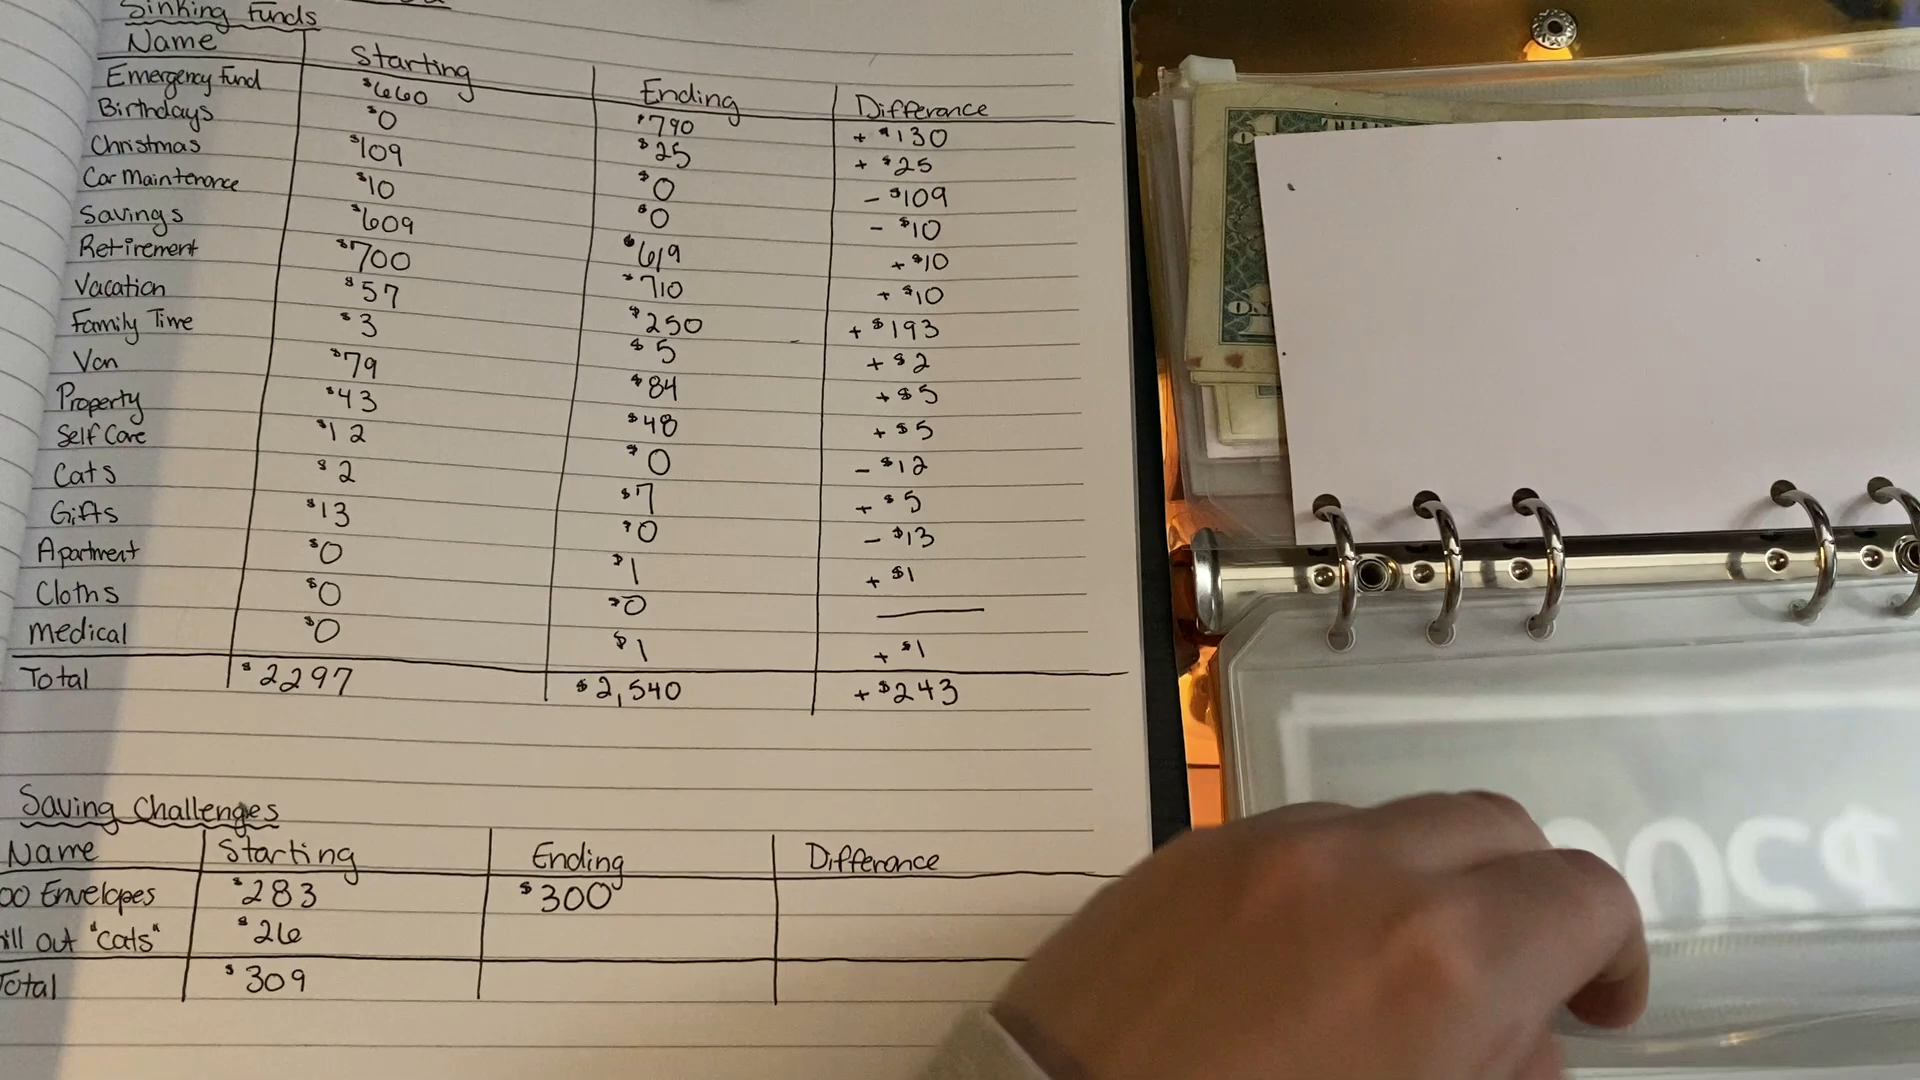 Sinking Funds
Name Starting Ending Difference
Emergency Fund $660 $790 + $130
Birthdays $0 $25 + $25
Christmas $109 $0 - $109
Car Maintenance $10 $0 - $10
Savings $609 $619 + $10
Retirement $700 $710 + $10
Vacation $57 $250 + $193
Family Time $3 $5 + $2
Van $79 $84 + $5
Property $43 $48 + $5
Self Care $12 $0 - $12
Cats $2 $7 + $5
Gifts $13 $0 - $13
Apartment $0 $1 + $1
Cloths $0 $0
Medical $0 $1 + $1
Total $2297 $2,540 + $243
Saving Challenges
Name Starting Ending Difference
00 Envelopes $283 $300
ill out "cats" $26
Total $309